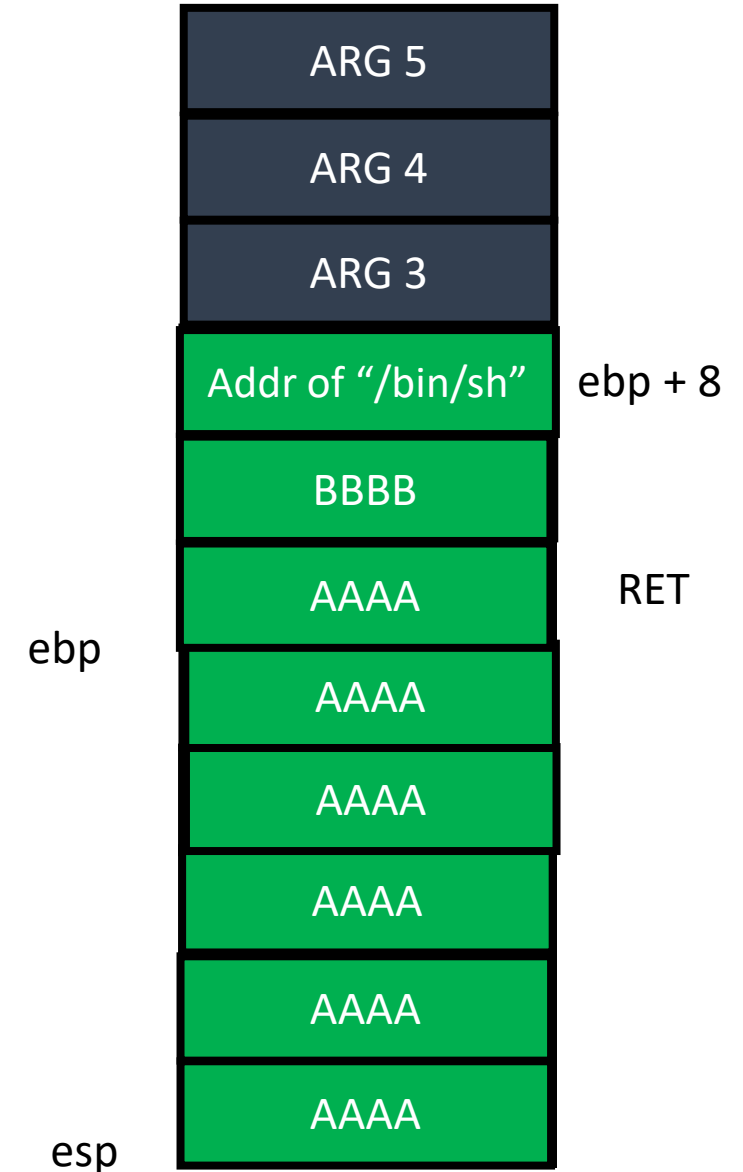 ARG 5
ARG 4
ARG 3
Addr of “/bin/sh” ebp + 8
BBBB
AAAA RET
ebp
AAAA
AAAA
AAAA
AAAA
AAAA
esp